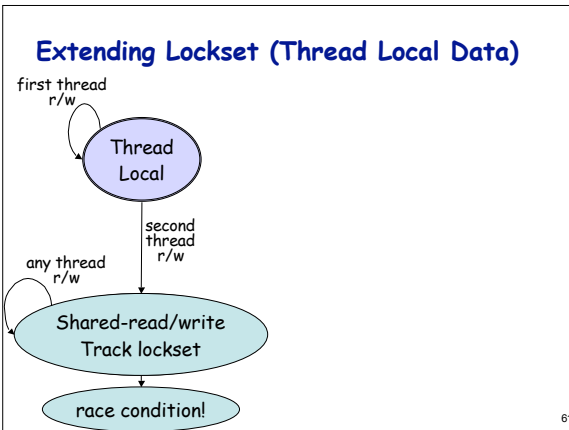 Extending Lockset (Thread Local Data)
first thread
r/w
Thread
Local
second
thread
r/w
any thread
r/w
Shared-read/write
Track lockset
race condition!